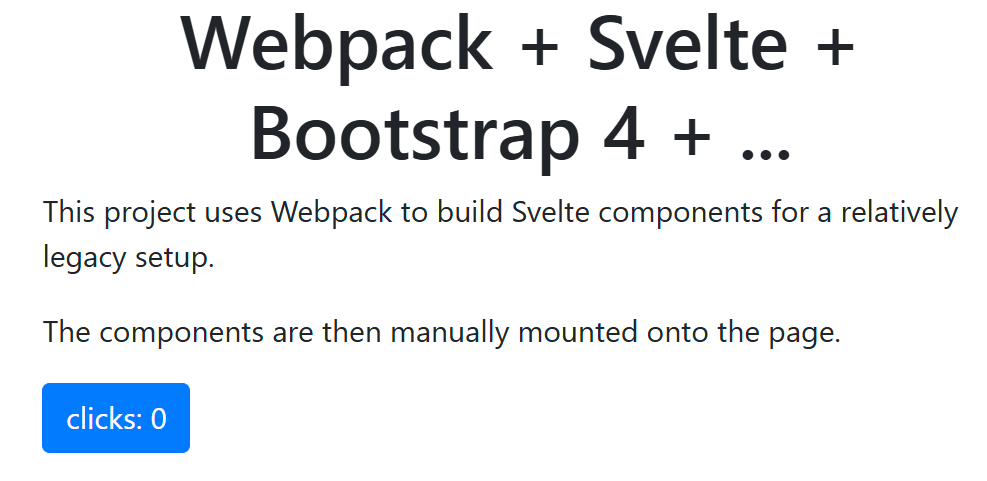 Webpack + Svelte +
Bootstrap 4 + ...
This project uses Webpack to build Svelte components for a relatively
legacy setup.
The components are then manually mounted onto the page.
clicks: 0